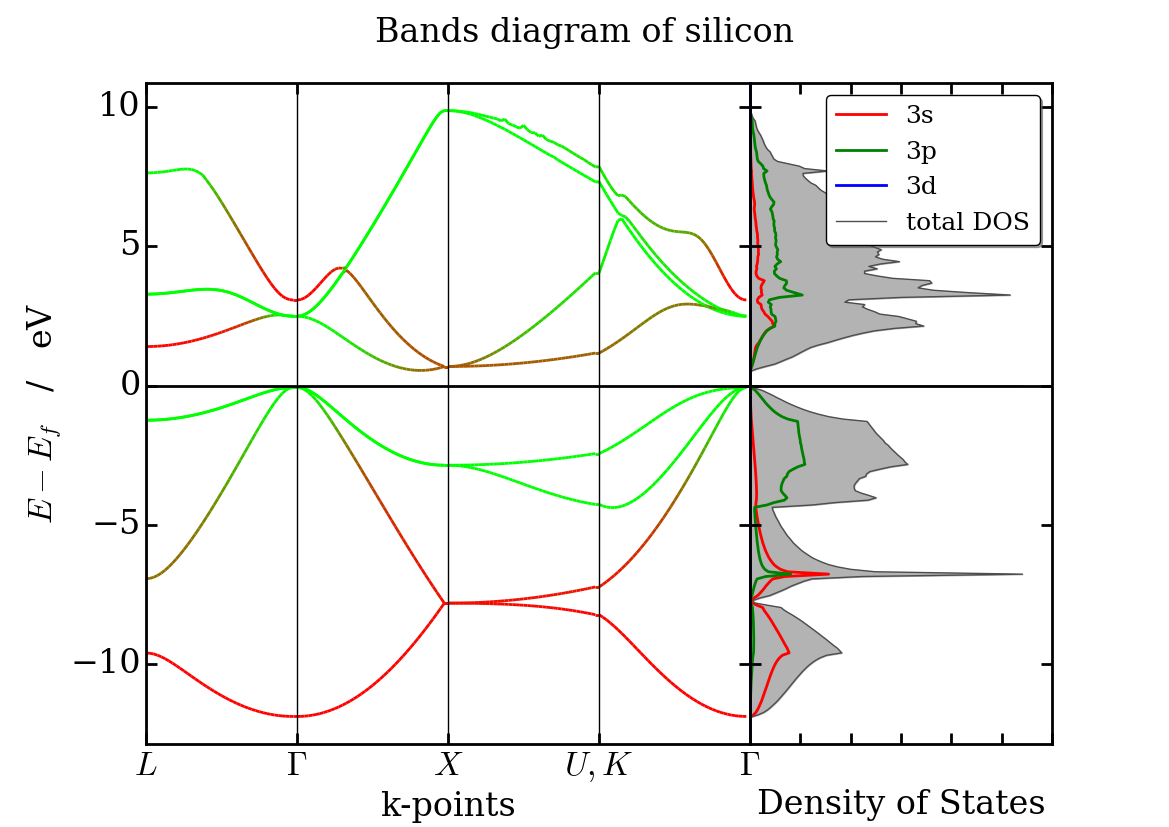 Bands diagram of silicon
10
5
0
−5
−10
E − E_f / eV
L Γ X U, K Γ
k-points
Density of States
3s
3p
3d
total DOS